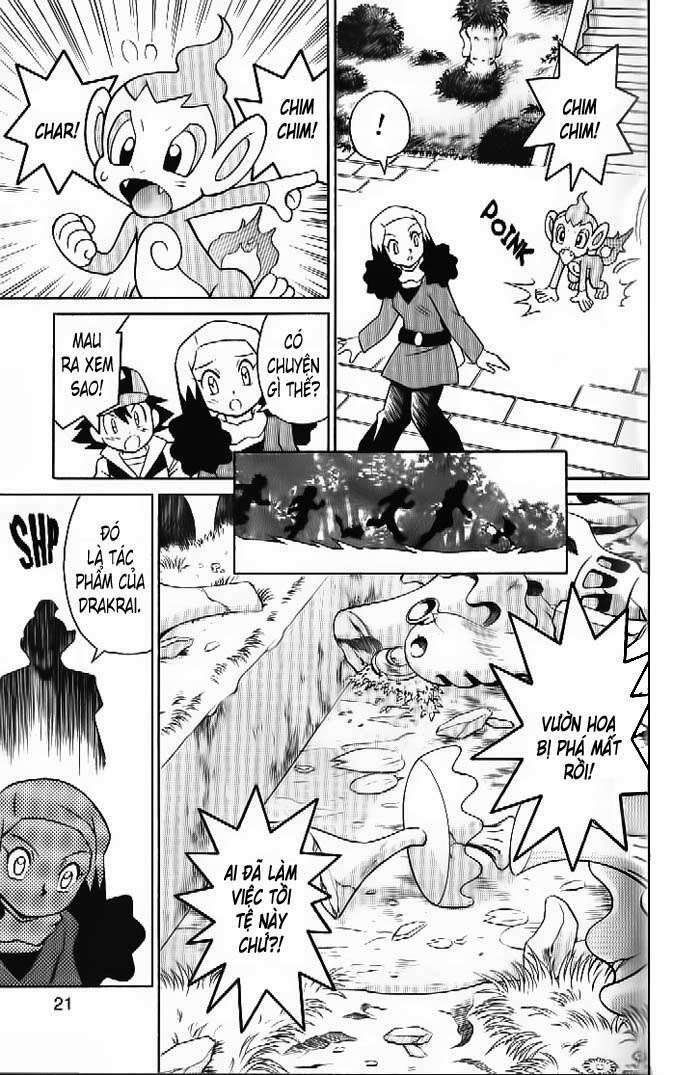 CHIM
CHIM!
!
POINK
CHIM
CHIM!
CHAR!
CÓ
CHUYỆN
GÌ THẾ?
MAU
RA XEM
SAO!
VƯỜN HOA
BỊ PHÁ MẤT
RỒI!
AI ĐÃ LÀM
VIỆC TỒI
TỆ NÀY
CHỨ?!
ĐÓ
LÀ TÁC
PHẨM CỦA
DRAKRAI.
SHP
21